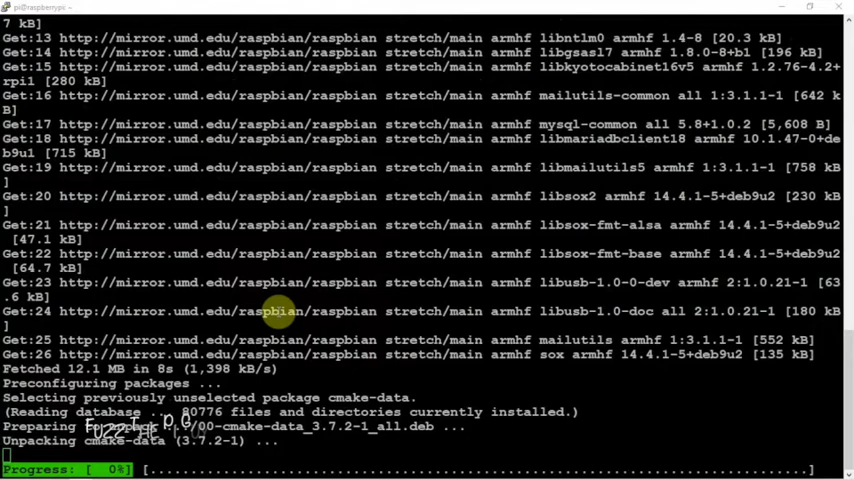 pi@raspberrypi: ~
7 kB]
Get:13 http://mirror.umd.edu/raspbian/raspbian stretch/main armhf libntlm0 armhf 1.4-8 [20.3 kB]
Get:14 http://mirror.umd.edu/raspbian/raspbian stretch/main armhf libgsasl7 armhf 1.8.0-8+b1 [196 kB]
Get:15 http://mirror.umd.edu/raspbian/raspbian stretch/main armhf libkyotocabinet16v5 armhf 1.2.76-4.2+
rpi1 [280 kB]
Get:16 http://mirror.umd.edu/raspbian/raspbian stretch/main armhf mailutils-common all 1:3.1.1-1 [642 k
B]
Get:17 http://mirror.umd.edu/raspbian/raspbian stretch/main armhf mysql-common all 5.8+1.0.2 [5,608 B]
Get:18 http://mirror.umd.edu/raspbian/raspbian stretch/main armhf libmariadbclient18 armhf 10.1.47-0+de
b9u1 [715 kB]
Get:19 http://mirror.umd.edu/raspbian/raspbian stretch/main armhf libmailutils5 armhf 1:3.1.1-1 [758 kB
]
Get:20 http://mirror.umd.edu/raspbian/raspbian stretch/main armhf libsox2 armhf 14.4.1-5+deb9u2 [230 kB
]
Get:21 http://mirror.umd.edu/raspbian/raspbian stretch/main armhf libsox-fmt-alsa armhf 14.4.1-5+deb9u2
[47.1 kB]
Get:22 http://mirror.umd.edu/raspbian/raspbian stretch/main armhf libsox-fmt-base armhf 14.4.1-5+deb9u2
[64.7 kB]
Get:23 http://mirror.umd.edu/raspbian/raspbian stretch/main armhf libusb-1.0-0-dev armhf 2:1.0.21-1 [63
.6 kB]
Get:24 http://mirror.umd.edu/raspbian/raspbian stretch/main armhf libusb-1.0-doc all 2:1.0.21-1 [180 kB
]
Get:25 http://mirror.umd.edu/raspbian/raspbian stretch/main armhf mailutils armhf 1:3.1.1-1 [552 kB]
Get:26 http://mirror.umd.edu/raspbian/raspbian stretch/main armhf sox armhf 14.4.1-5+deb9u2 [135 kB]
Fetched 12.1 MB in 8s (1,398 kB/s)
Preconfiguring packages ...
Selecting previously unselected package cmake-data.
(Reading database ... 80776 files and directories currently installed.)
Preparing /00-cmake-data_3.7.2-1_all.deb ...
Unpacking cmake-data (3.7.2-1) ...
Progress: [  0%] [..........................................................................................]